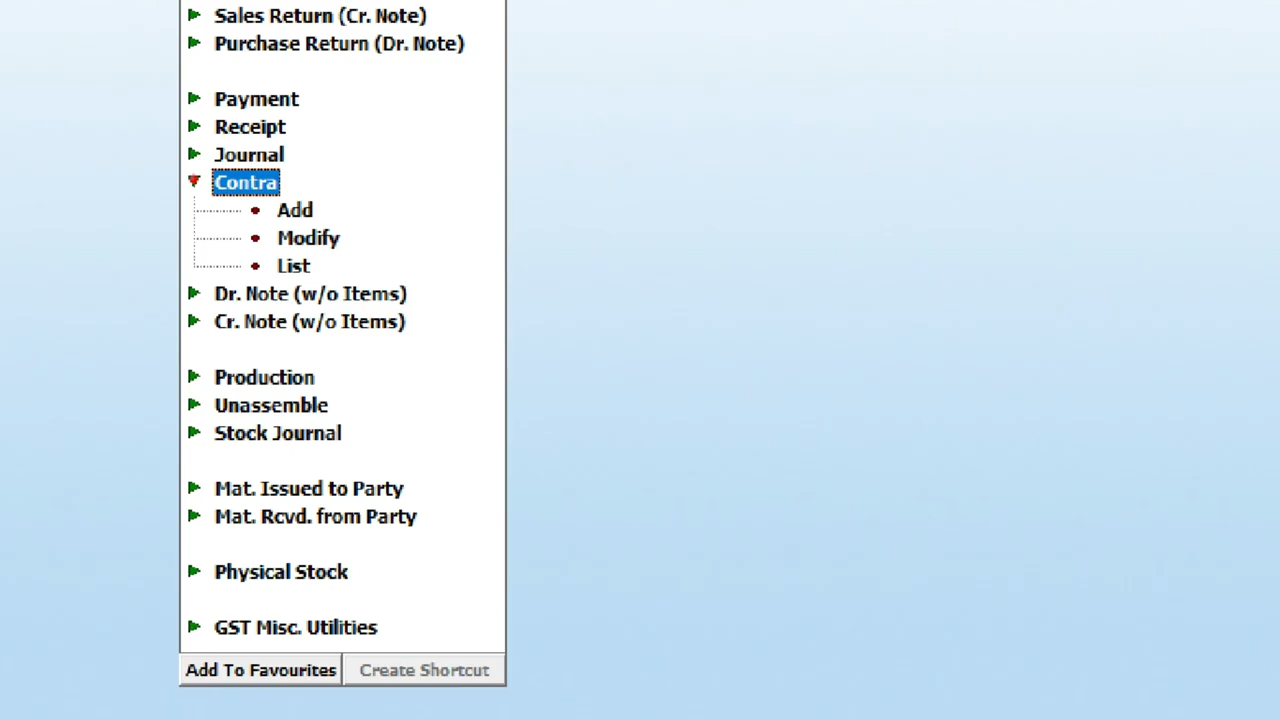 Sales Return (Cr. Note)
Purchase Return (Dr. Note)
Payment
Receipt
Journal
Contra
Add
Modify
List
Dr. Note (w/o Items)
Cr. Note (w/o Items)
Production
Unassemble
Stock Journal
Mat. Issued to Party
Mat. Rcvd. from Party
Physical Stock
GST Misc. Utilities
Add To Favourites Create Shortcut